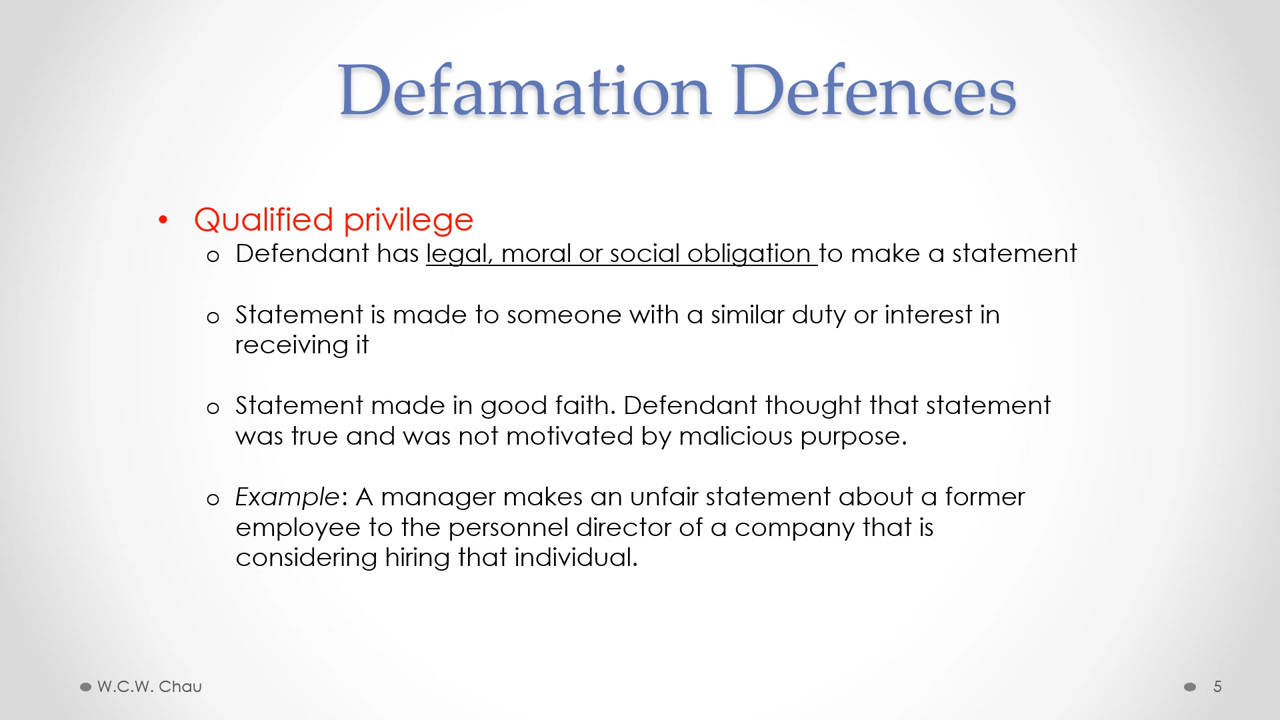 Defamation Defences
• Qualified privilege
o Defendant has legal, moral or social obligation to make a statement
o Statement is made to someone with a similar duty or interest in
receiving it
o Statement made in good faith. Defendant thought that statement
was true and was not motivated by malicious purpose.
o Example: A manager makes an unfair statement about a former
employee to the personnel director of a company that is
considering hiring that individual.
W.C.W. Chau
5